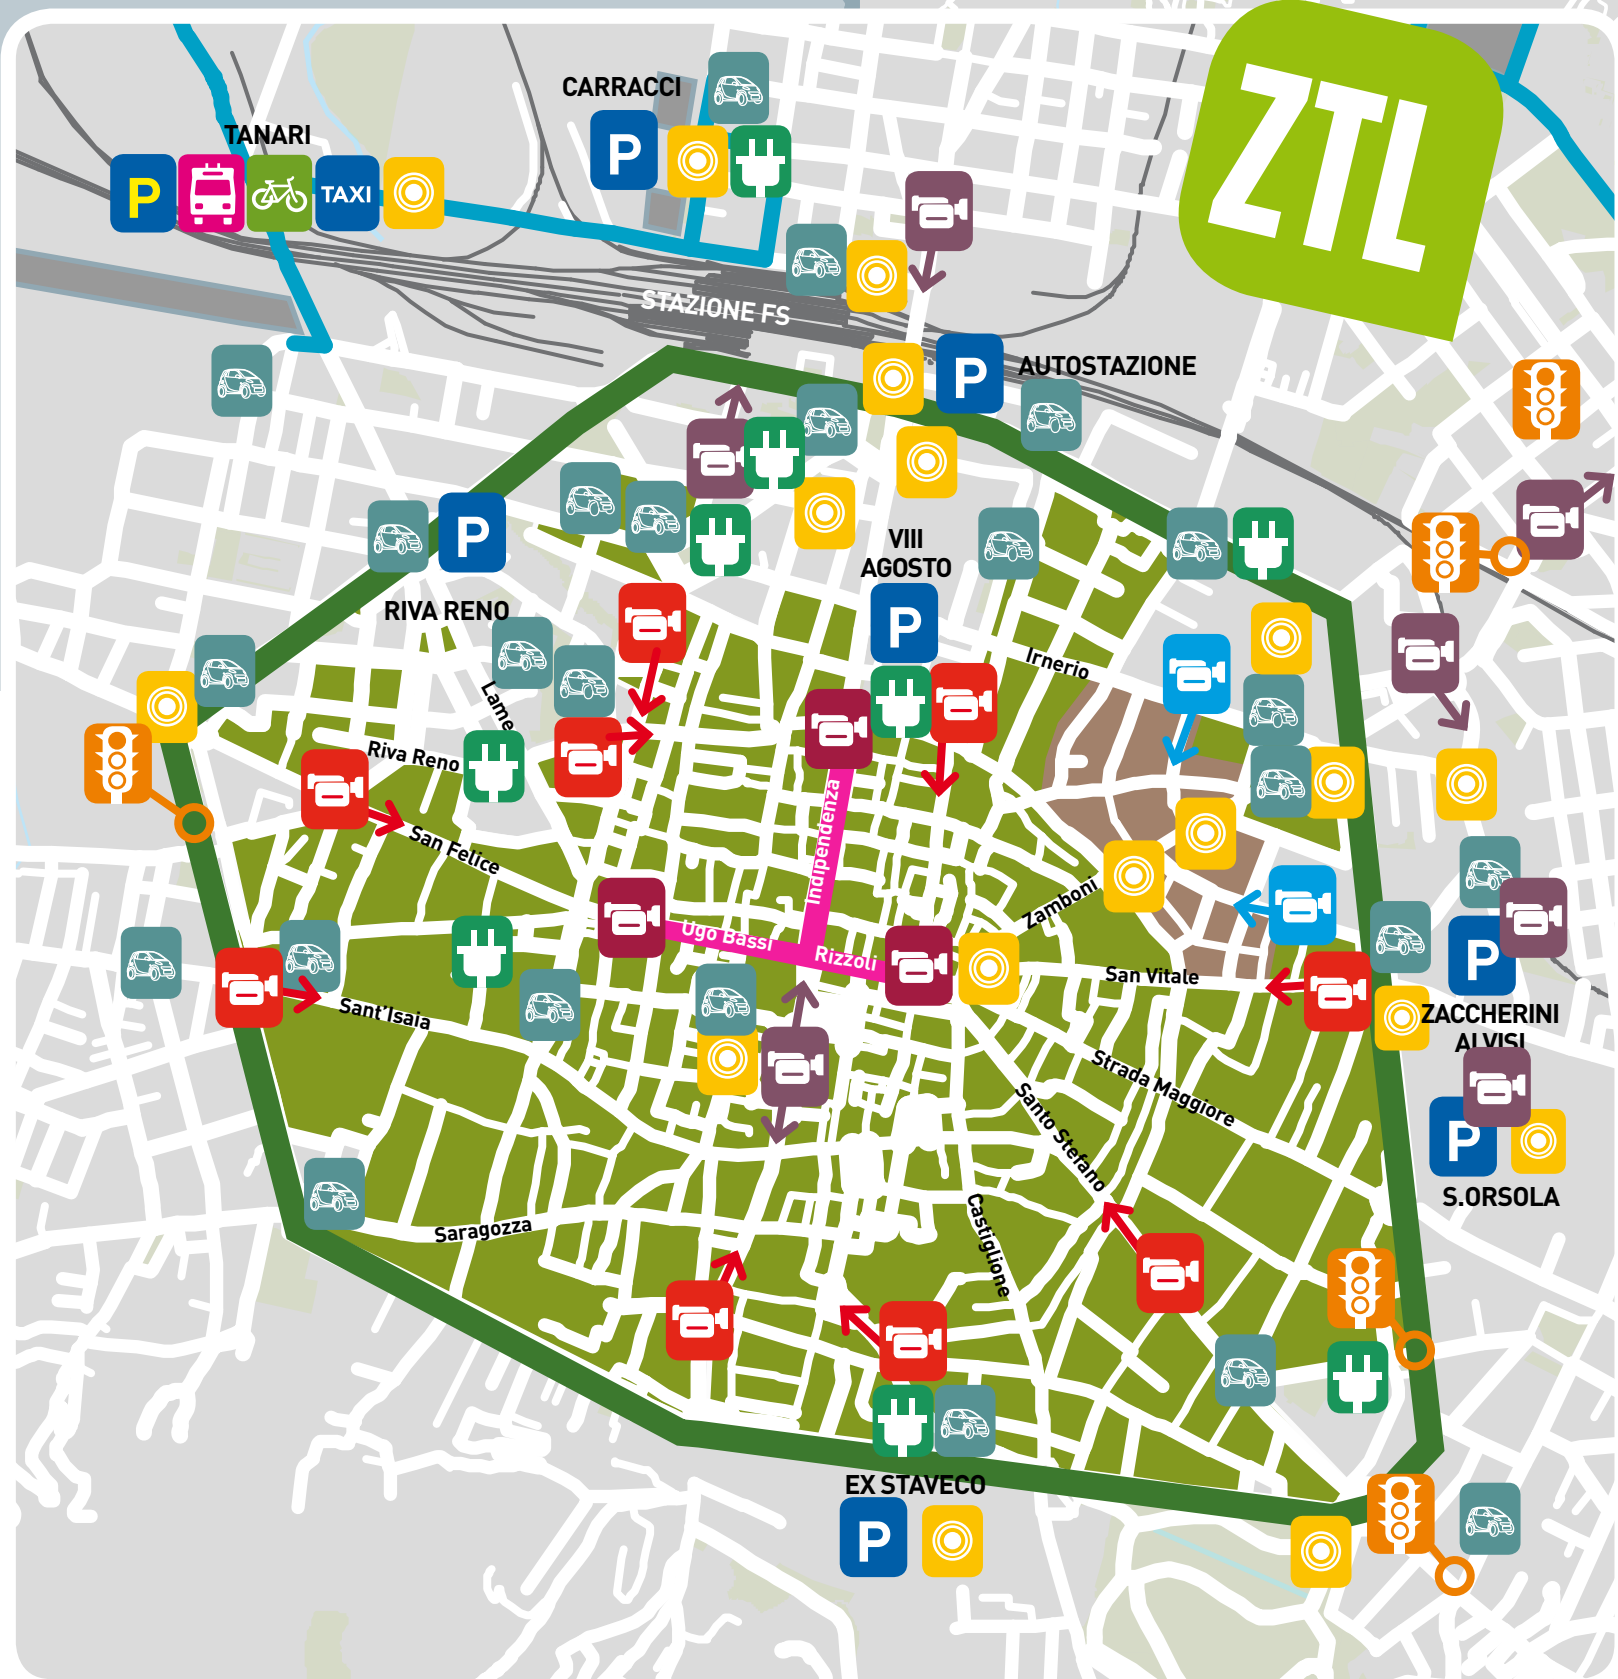 ZTL
CARRACCI
P
TANARI
P
TAXI
STAZIONE FS
P
AUTOSTAZIONE
P
RIVA RENO
VIII
AGOSTO
P
Irnerio
Lame
Riva Reno
San Felice
Indipendenza
Ugo Bassi
Rizzoli
Zamboni
San Vitale
P
ZACCHERINI
ALVISI
Sant'Isaia
Strada Maggiore
Santo Stefano
P
S.ORSOLA
Castiglione
Saragozza
EX STAVECO
P